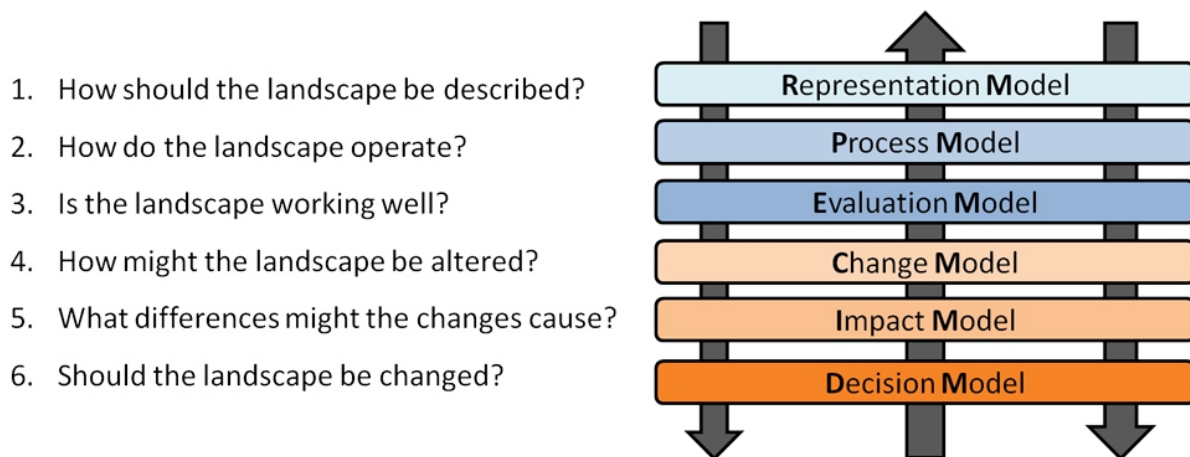 1. How should the landscape be described?
Representation Model
2. How do the landscape operate?
Process Model
3. Is the landscape working well?
Evaluation Model
4. How might the landscape be altered?
Change Model
5. What differences might the changes cause?
Impact Model
6. Should the landscape be changed?
Decision Model